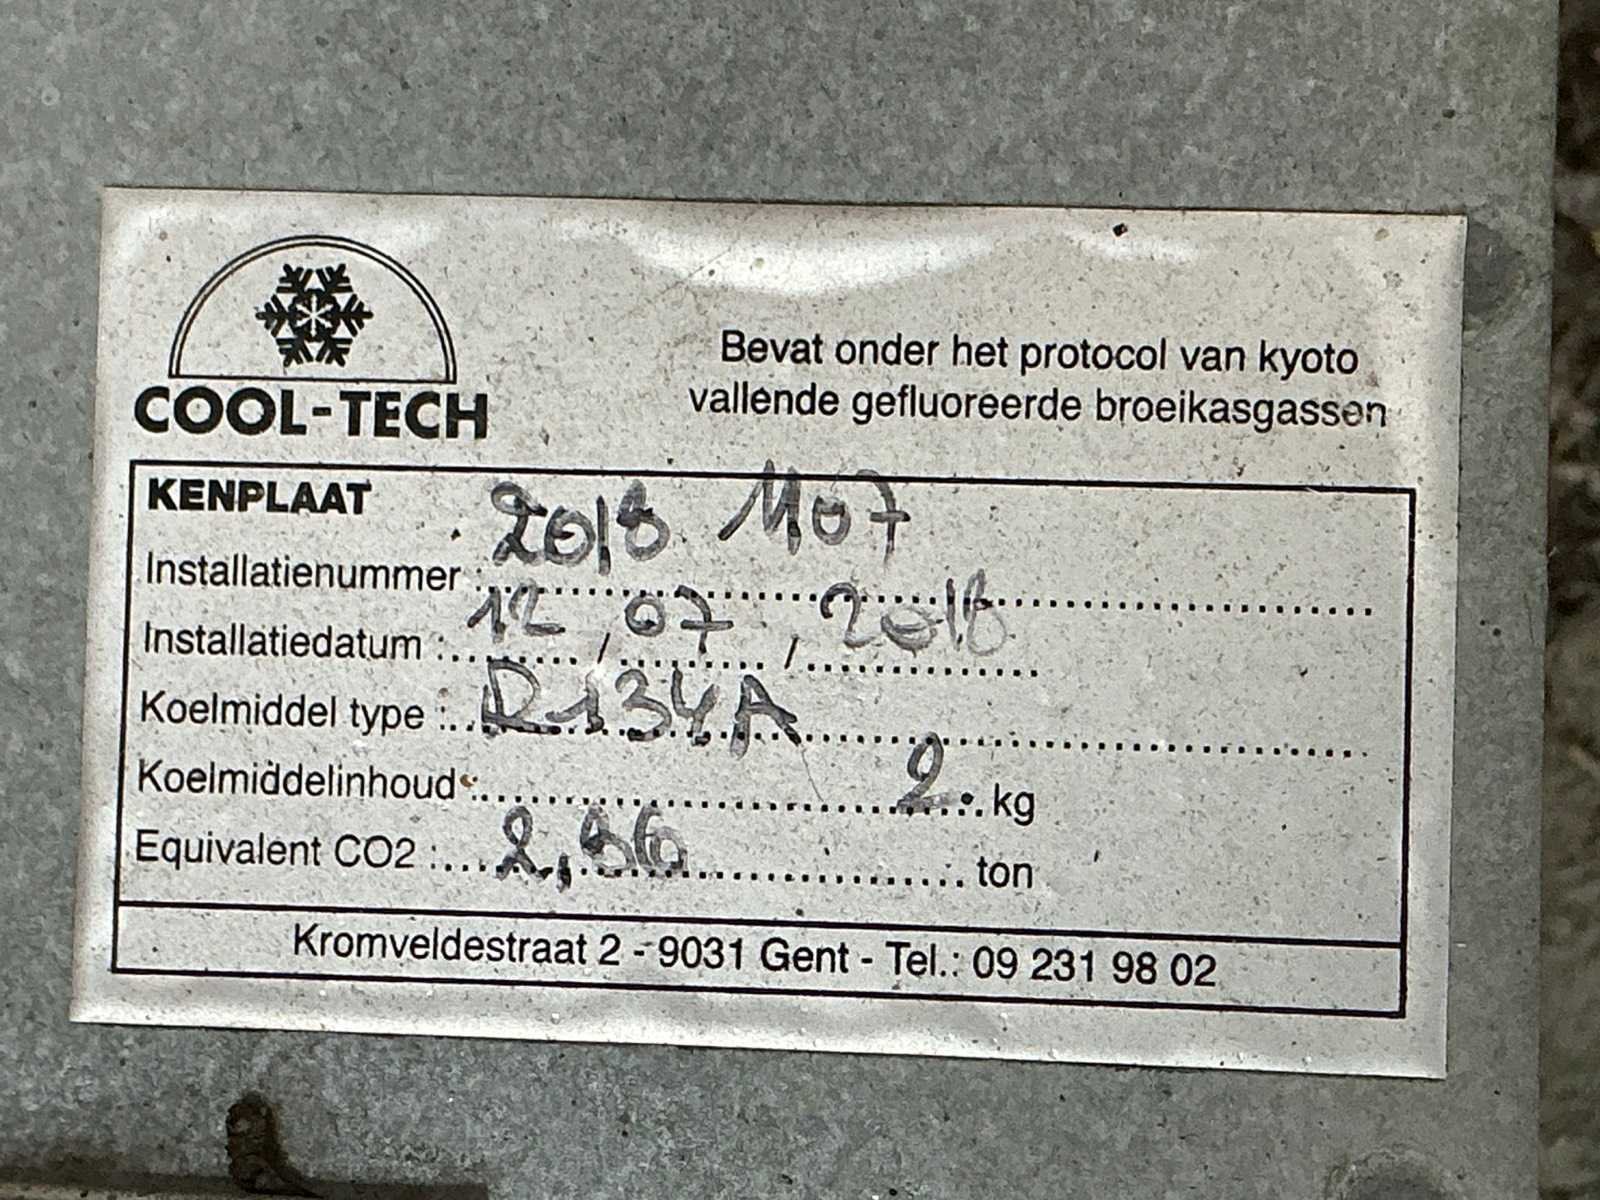 COOL-TECH
Bevat onder het protocol van kyoto
vallende gefluoreerde broeikasgassen
KENPLAAT
Installatienummer : 2018 1107
Installatiedatum : 12 / 07 / 2018
Koelmiddel type : R134A
Koelmiddelinhoud : 2 kg
Equivalent CO2 : 2,86 ton
Kromveldestraat 2 - 9031 Gent - Tel.: 09 231 98 02